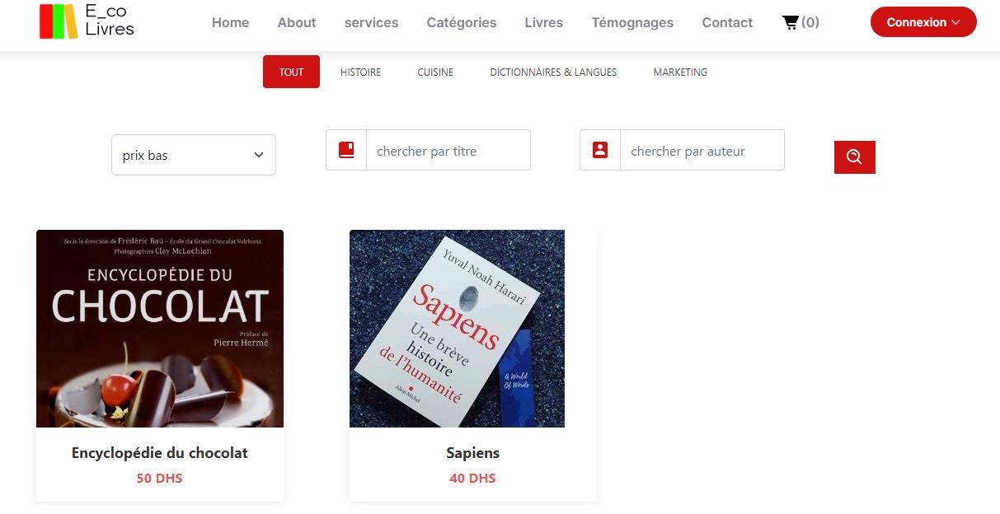 E_co
Livres
Home About services Catégories Livres Témoignages Contact (0) Connexion
TOUT HISTOIRE CUISINE DICTIONNAIRES & LANGUES MARKETING
prix bas chercher par titre chercher par auteur
Sous la direction de Frédéric Bau – École du Grand Chocolat Valrhona
Photographies Clay McLachlan
ENCYCLOPÉDIE DU
CHOCOLAT
Préface de
Pierre Hermé
Yuval Noah Harari
Sapiens
Une brève
histoire
de l'humanité
Albin Michel
A World
Of Words
Encyclopédie du chocolat
50 DHS
Sapiens
40 DHS